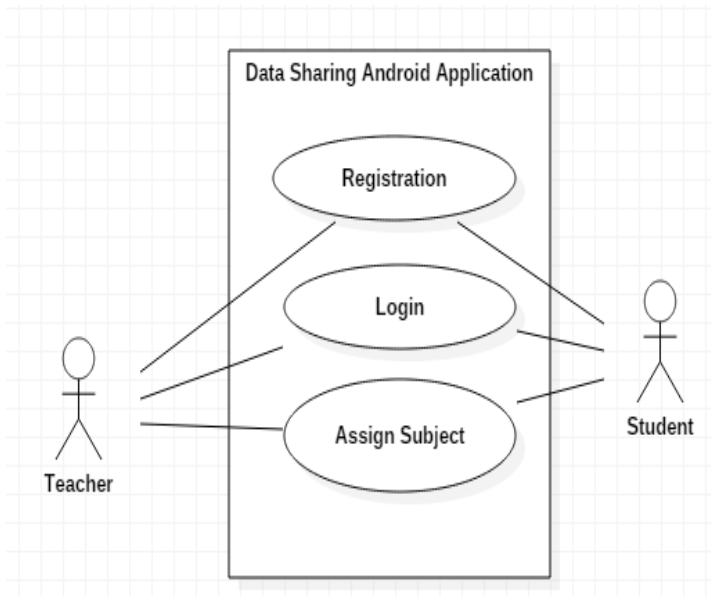 Data Sharing Android Application
Registration
Login
Assign Subject
Teacher
Student